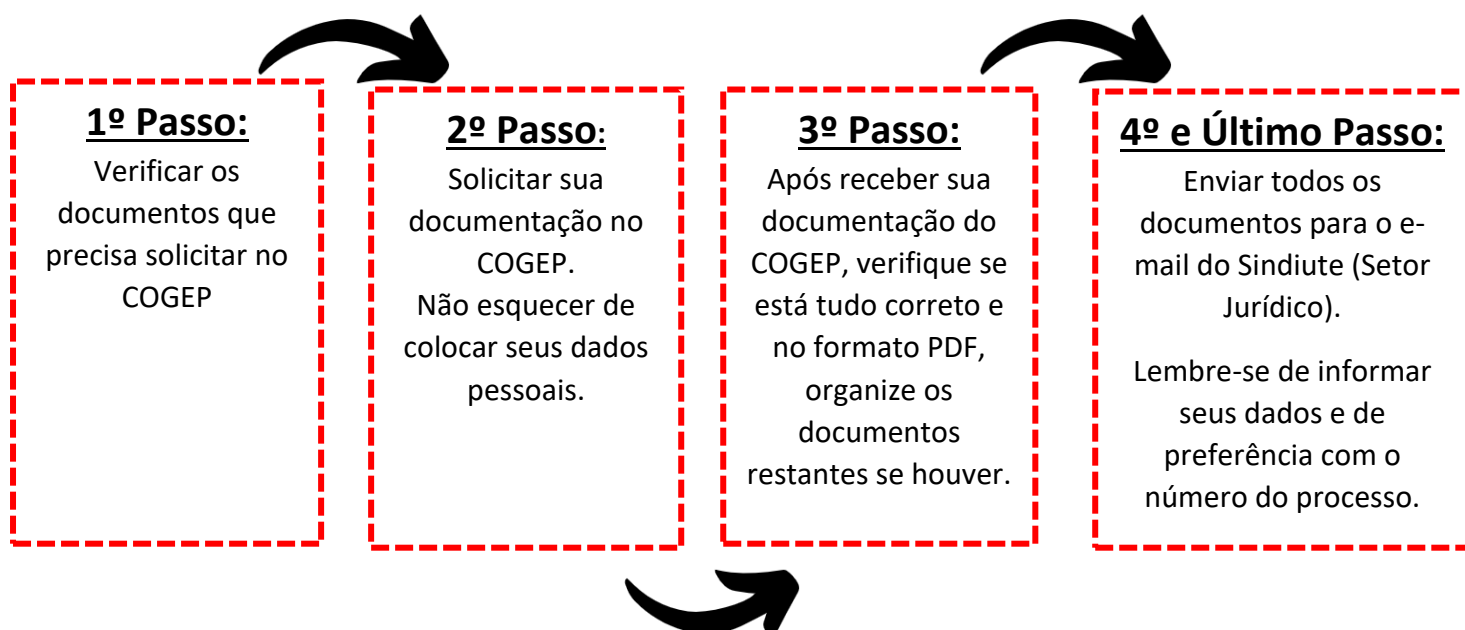 1º Passo:
Verificar os
documentos que
precisa solicitar no
COGEP
2º Passo:
Solicitar sua
documentação no
COGEP.
Não esquecer de
colocar seus dados
pessoais.
3º Passo:
Após receber sua
documentação do
COGEP, verifique se
está tudo correto e
no formato PDF,
organize os
documentos
restantes se houver.
4º e Último Passo:
Enviar todos os
documentos para o e-
mail do Sindiute (Setor
Jurídico).
Lembre-se de informar
seus dados e de
preferência com o
número do processo.